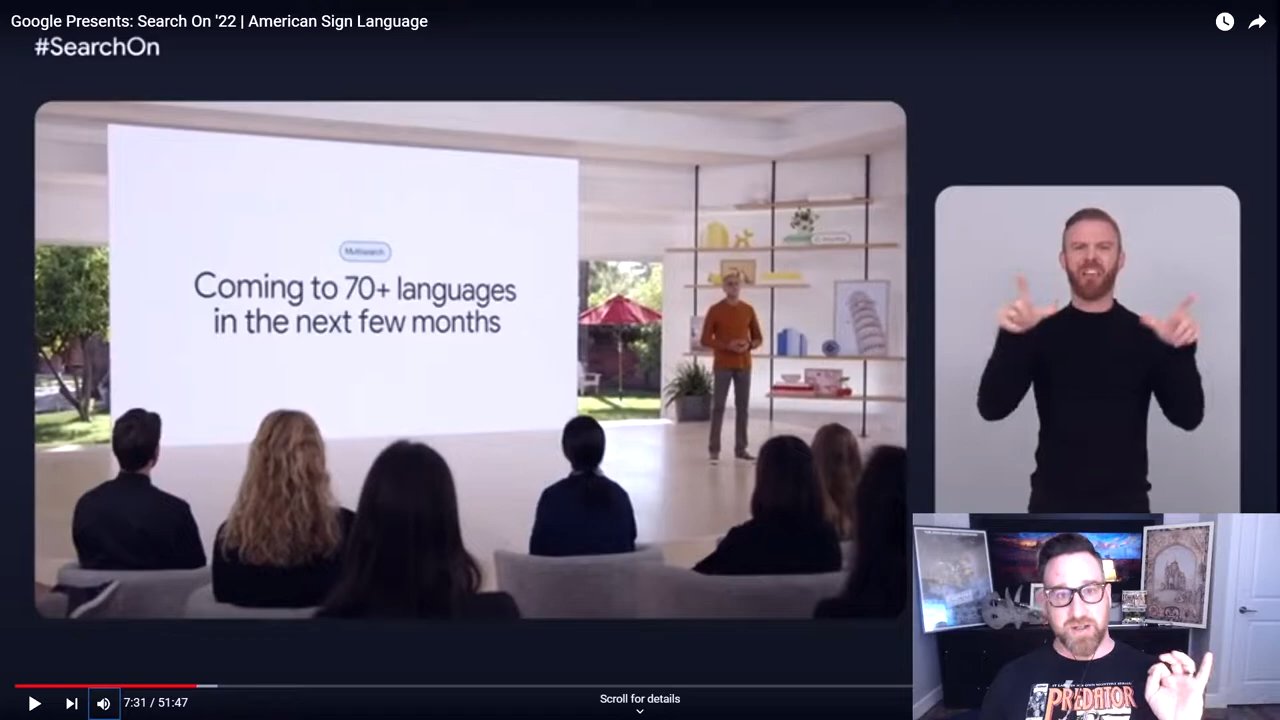 Google Presents: Search On '22 | American Sign Language
#SearchOn
Multisearch
Coming to 70+ languages
in the next few months
PREDATOR
7:31 / 51:47
Scroll for details